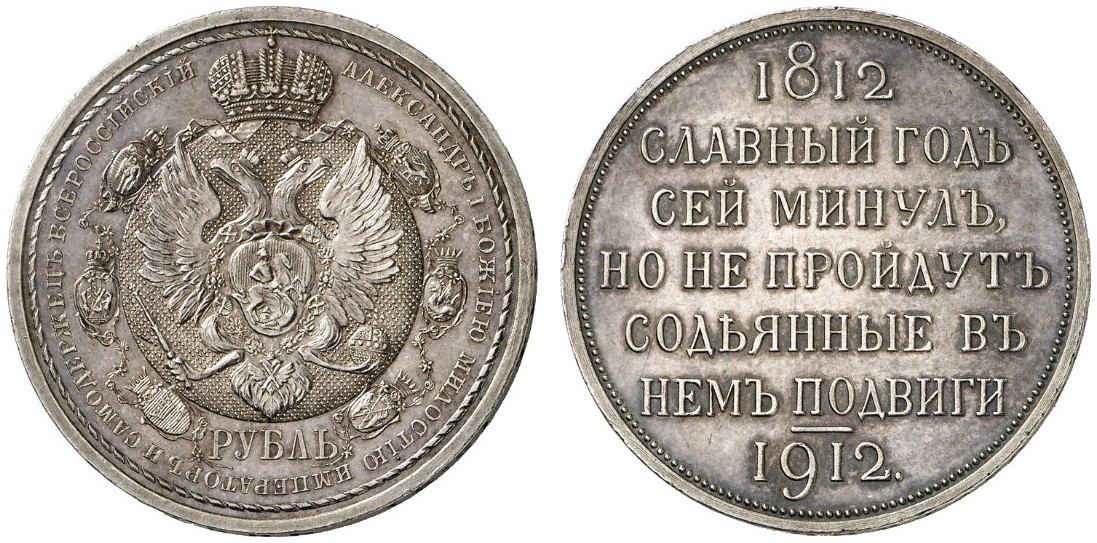 АЛЕКСАНДРЪ I БОЖІЕЮ МИЛОСТІЮ ИМПЕРАТОРЪ И САМОДЕРЖЕЦЪ ВСЕРОССІЙСКІЙ
РУБЛЬ
1812
СЛАВНЫЙ ГОДЪ
СЕЙ МИНУЛЪ,
НО НЕ ПРОЙДУТЪ
СОДѢЯННЫЕ ВЪ
НЕМЪ ПОДВИГИ
1912.